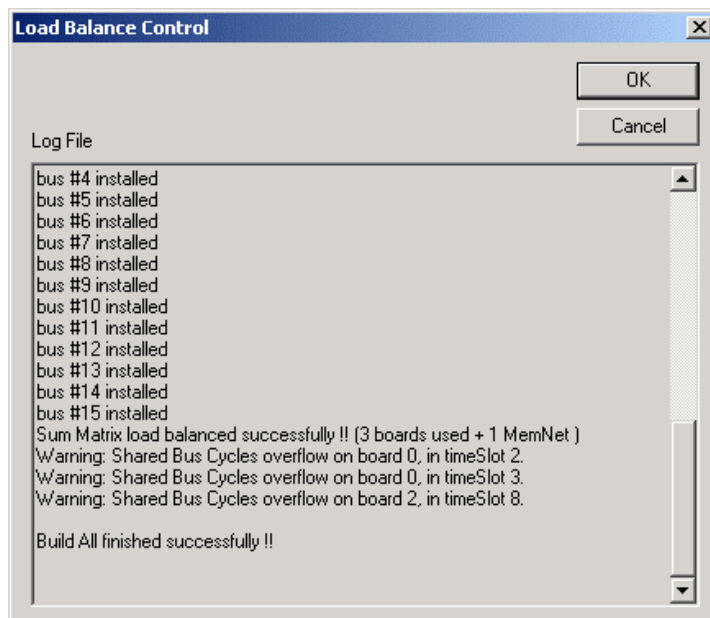 Load Balance Control
OK
Cancel
Log File
bus #4 installed
bus #5 installed
bus #6 installed
bus #7 installed
bus #8 installed
bus #9 installed
bus #10 installed
bus #11 installed
bus #12 installed
bus #13 installed
bus #14 installed
bus #15 installed
Sum Matrix load balanced successfully !! (3 boards used + 1 MemNet )
Warning: Shared Bus Cycles overflow on board 0, in timeSlot 2.
Warning: Shared Bus Cycles overflow on board 0, in timeSlot 3.
Warning: Shared Bus Cycles overflow on board 2, in timeSlot 8.
Build All finished successfully !!